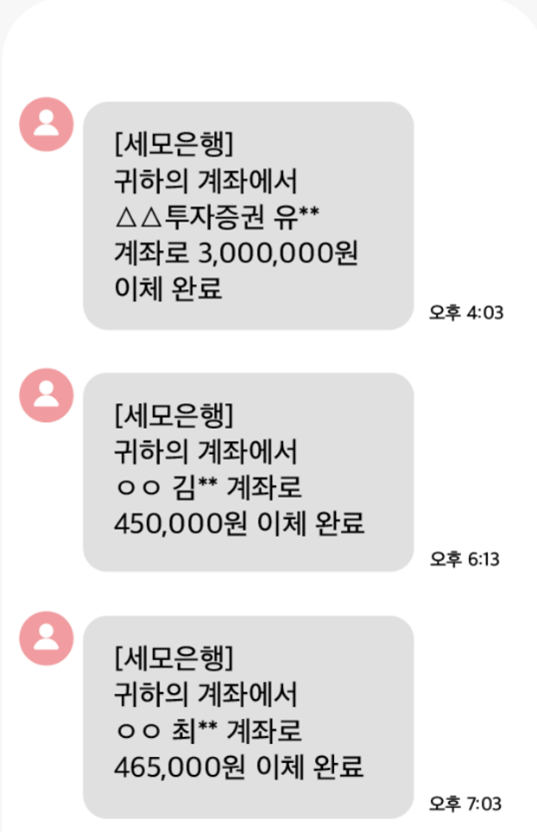 [세모은행]
귀하의 계좌에서
△△투자증권 유**
계좌로 3,000,000원
이체 완료
오후 4:03
[세모은행]
귀하의 계좌에서
ㅇㅇ 김** 계좌로
450,000원 이체 완료
오후 6:13
[세모은행]
귀하의 계좌에서
ㅇㅇ 최** 계좌로
465,000원 이체 완료
오후 7:03